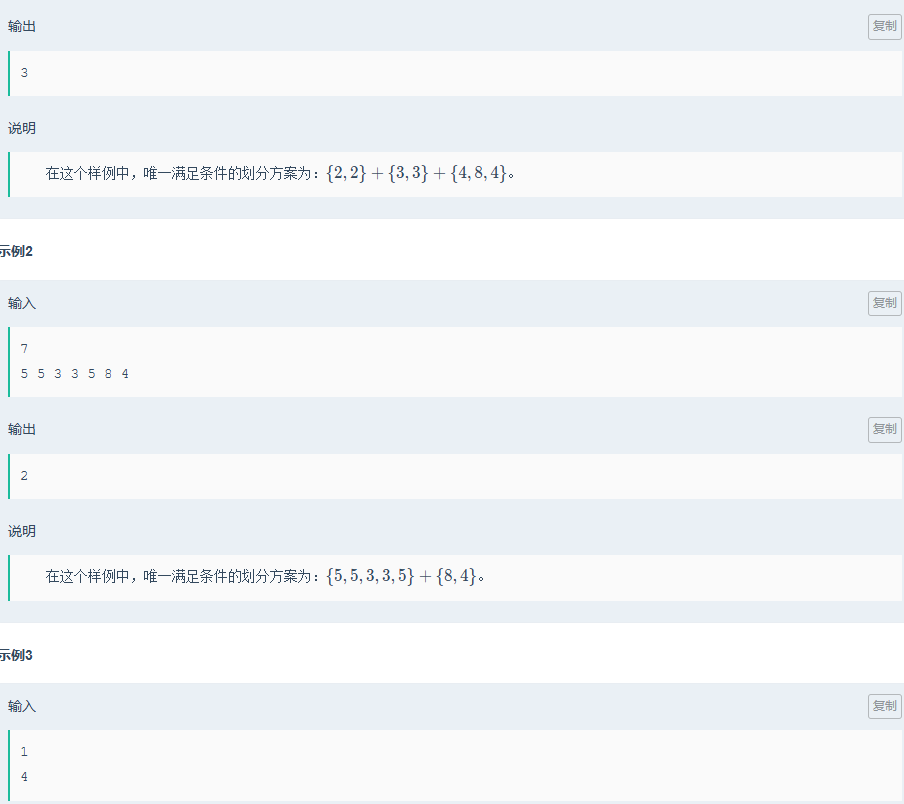 输出
复制
3
说明
在这个样例中，唯一满足条件的划分方案为：{2, 2} + {3, 3} + {4, 8, 4}。
示例2
输入
复制
7
5 5 3 3 5 8 4
输出
复制
2
说明
在这个样例中，唯一满足条件的划分方案为：{5, 5, 3, 3, 5} + {8, 4}。
示例3
输入
复制
1
4